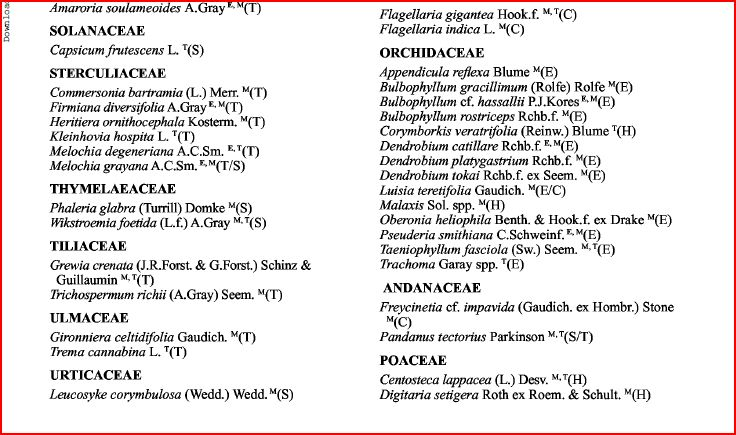 Downloa
Amaroria soulameoides A.Gray E, M(T)
SOLANACEAE
Capsicum frutescens L. T(S)
STERCULIACEAE
Commersonia bartramia (L.) Merr. M(T)
Firmiana diversifolia A.Gray E, M(T)
Heritiera ornithocephala Kosterm. M(T)
Kleinhovia hospita L. T(T)
Melochia degeneriana A.C.Sm. E, T(T)
Melochia grayana A.C.Sm. E, M(T/S)
THYMELAEACEAE
Phaleria glabra (Turrill) Domke M(S)
Wikstroemia foetida (L.f.) A.Gray M, T(S)
TILIACEAE
Grewia crenata (J.R.Forst. & G.Forst.) Schinz &
Guillaumin M, T(T)
Trichospermum richii (A.Gray) Seem. M(T)
ULMACEAE
Gironniera celtidifolia Gaudich. M(T)
Trema cannabina L. T(T)
URTICACEAE
Leucosyke corymbulosa (Wedd.) Wedd. M(S)
Flagellaria gigantea Hook.f. M, T(C)
Flagellaria indica L. M(C)
ORCHIDACEAE
Appendicula reflexa Blume M(E)
Bulbophyllum gracillimum (Rolfe) Rolfe M(E)
Bulbophyllum cf. hassallii P.J.Kores E, M(E)
Bulbophyllum rostriceps Rchb.f. M(E)
Corymborkis veratrifolia (Reinw.) Blume T(H)
Dendrobium catillare Rchb.f. E, M(E)
Dendrobium platygastrium Rchb.f. M(E)
Dendrobium tokai Rchb.f. ex Seem. M(E)
Luisia teretifolia Gaudich. M(E/C)
Malaxis Sol. spp. M(H)
Oberonia heliophila Benth. & Hook.f. ex Drake M(E)
Pseuderia smithiana C.Schweinf. E, M(E)
Taeniophyllum fasciola (Sw.) Seem. M, T(E)
Trachoma Garay spp. T(E)
ANDANACEAE
Freycinetia cf. impavida (Gaudich. ex Hombr.) Stone
M(C)
Pandanus tectorius Parkinson M, T(S/T)
POACEAE
Centosteca lappacea (L.) Desv. M, T(H)
Digitaria setigera Roth ex Roem. & Schult. M(H)